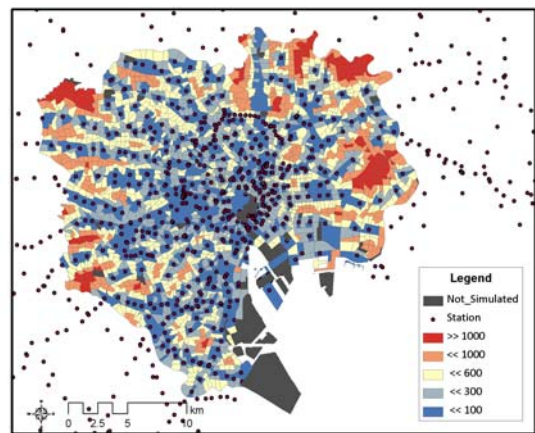 Legend
Not_Simulated
Station
>> 1000
<< 1000
<< 600
<< 300
<< 100
km
0 2.5 5 10